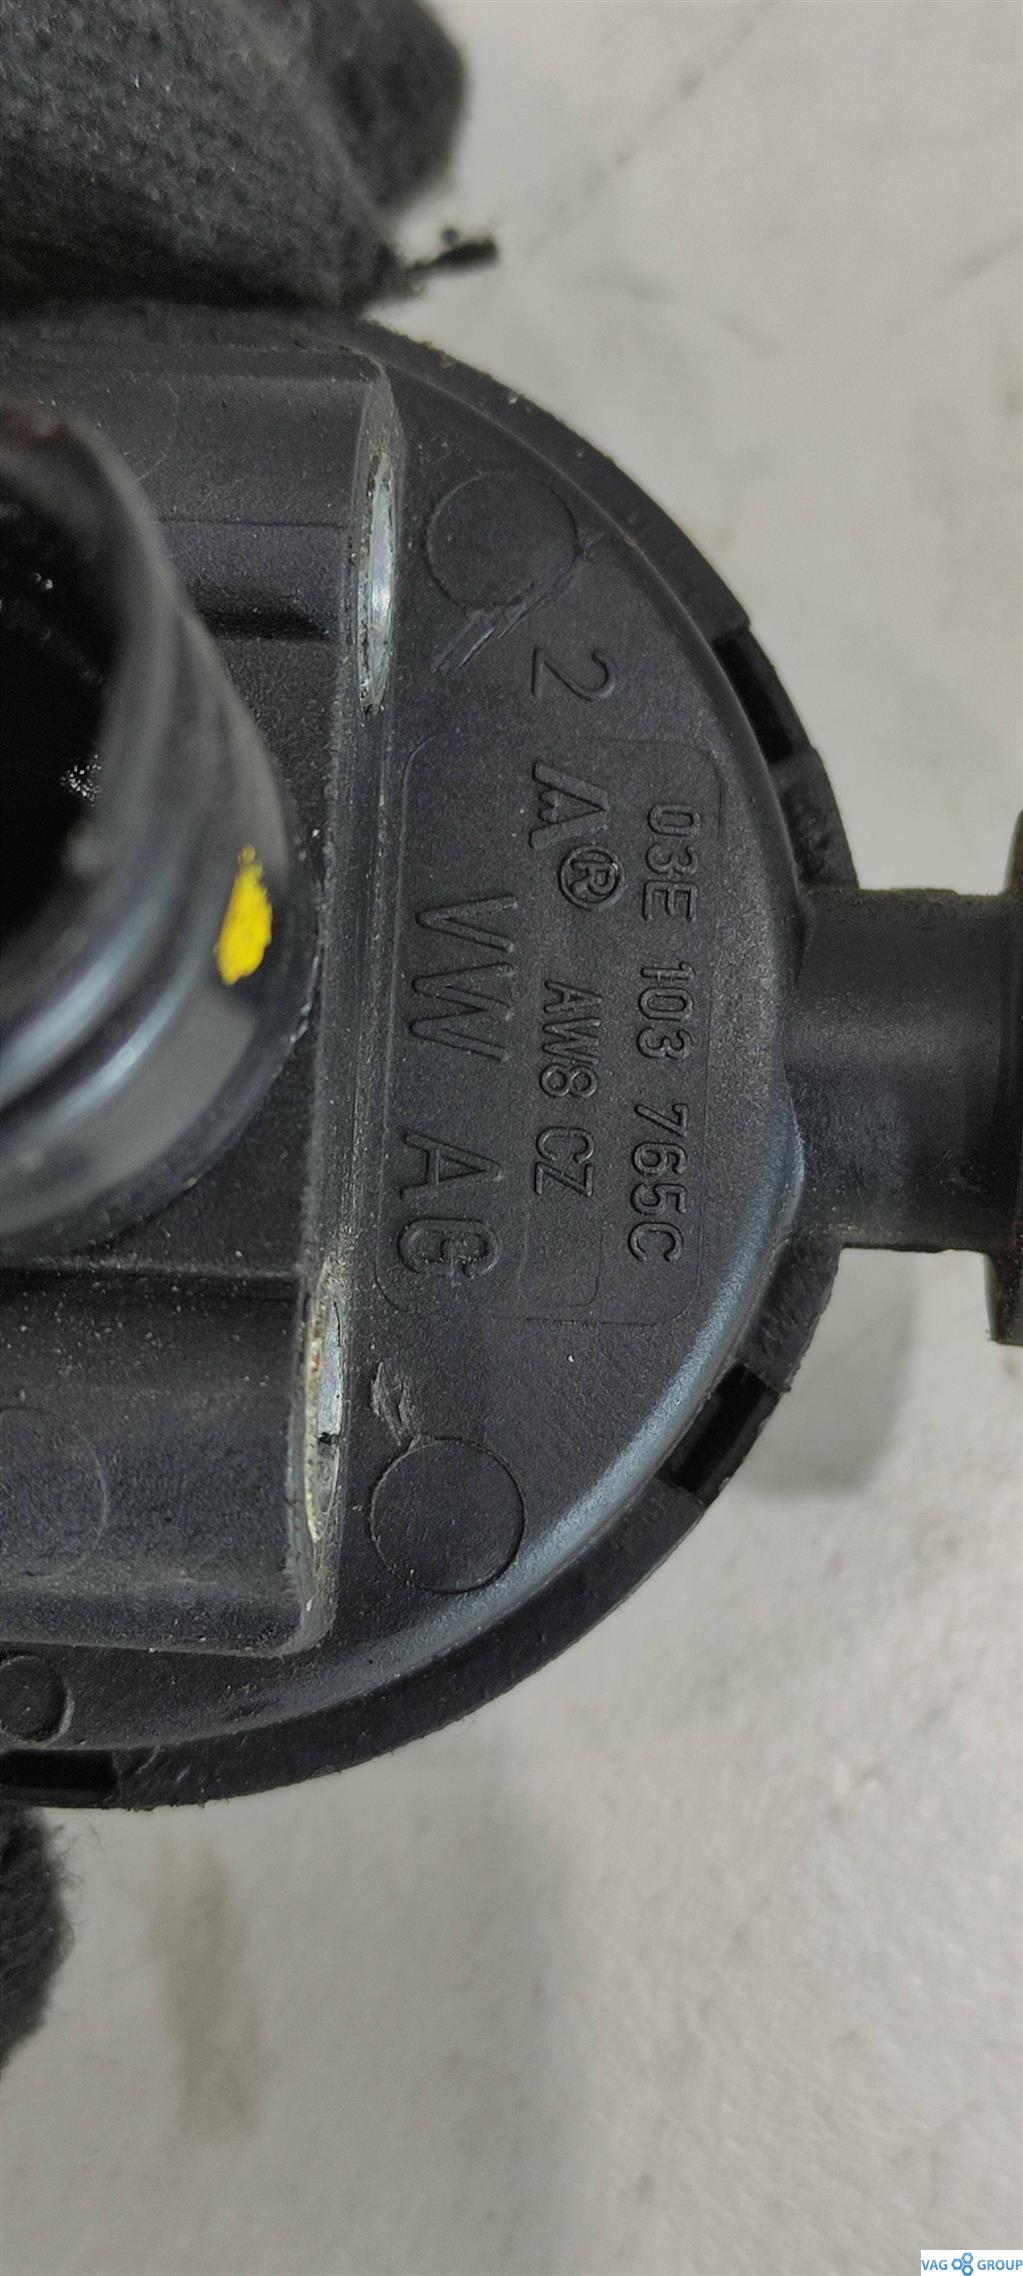 03E 103 765C
2 ® AW8 CZ
VW AG
VAG GROUP